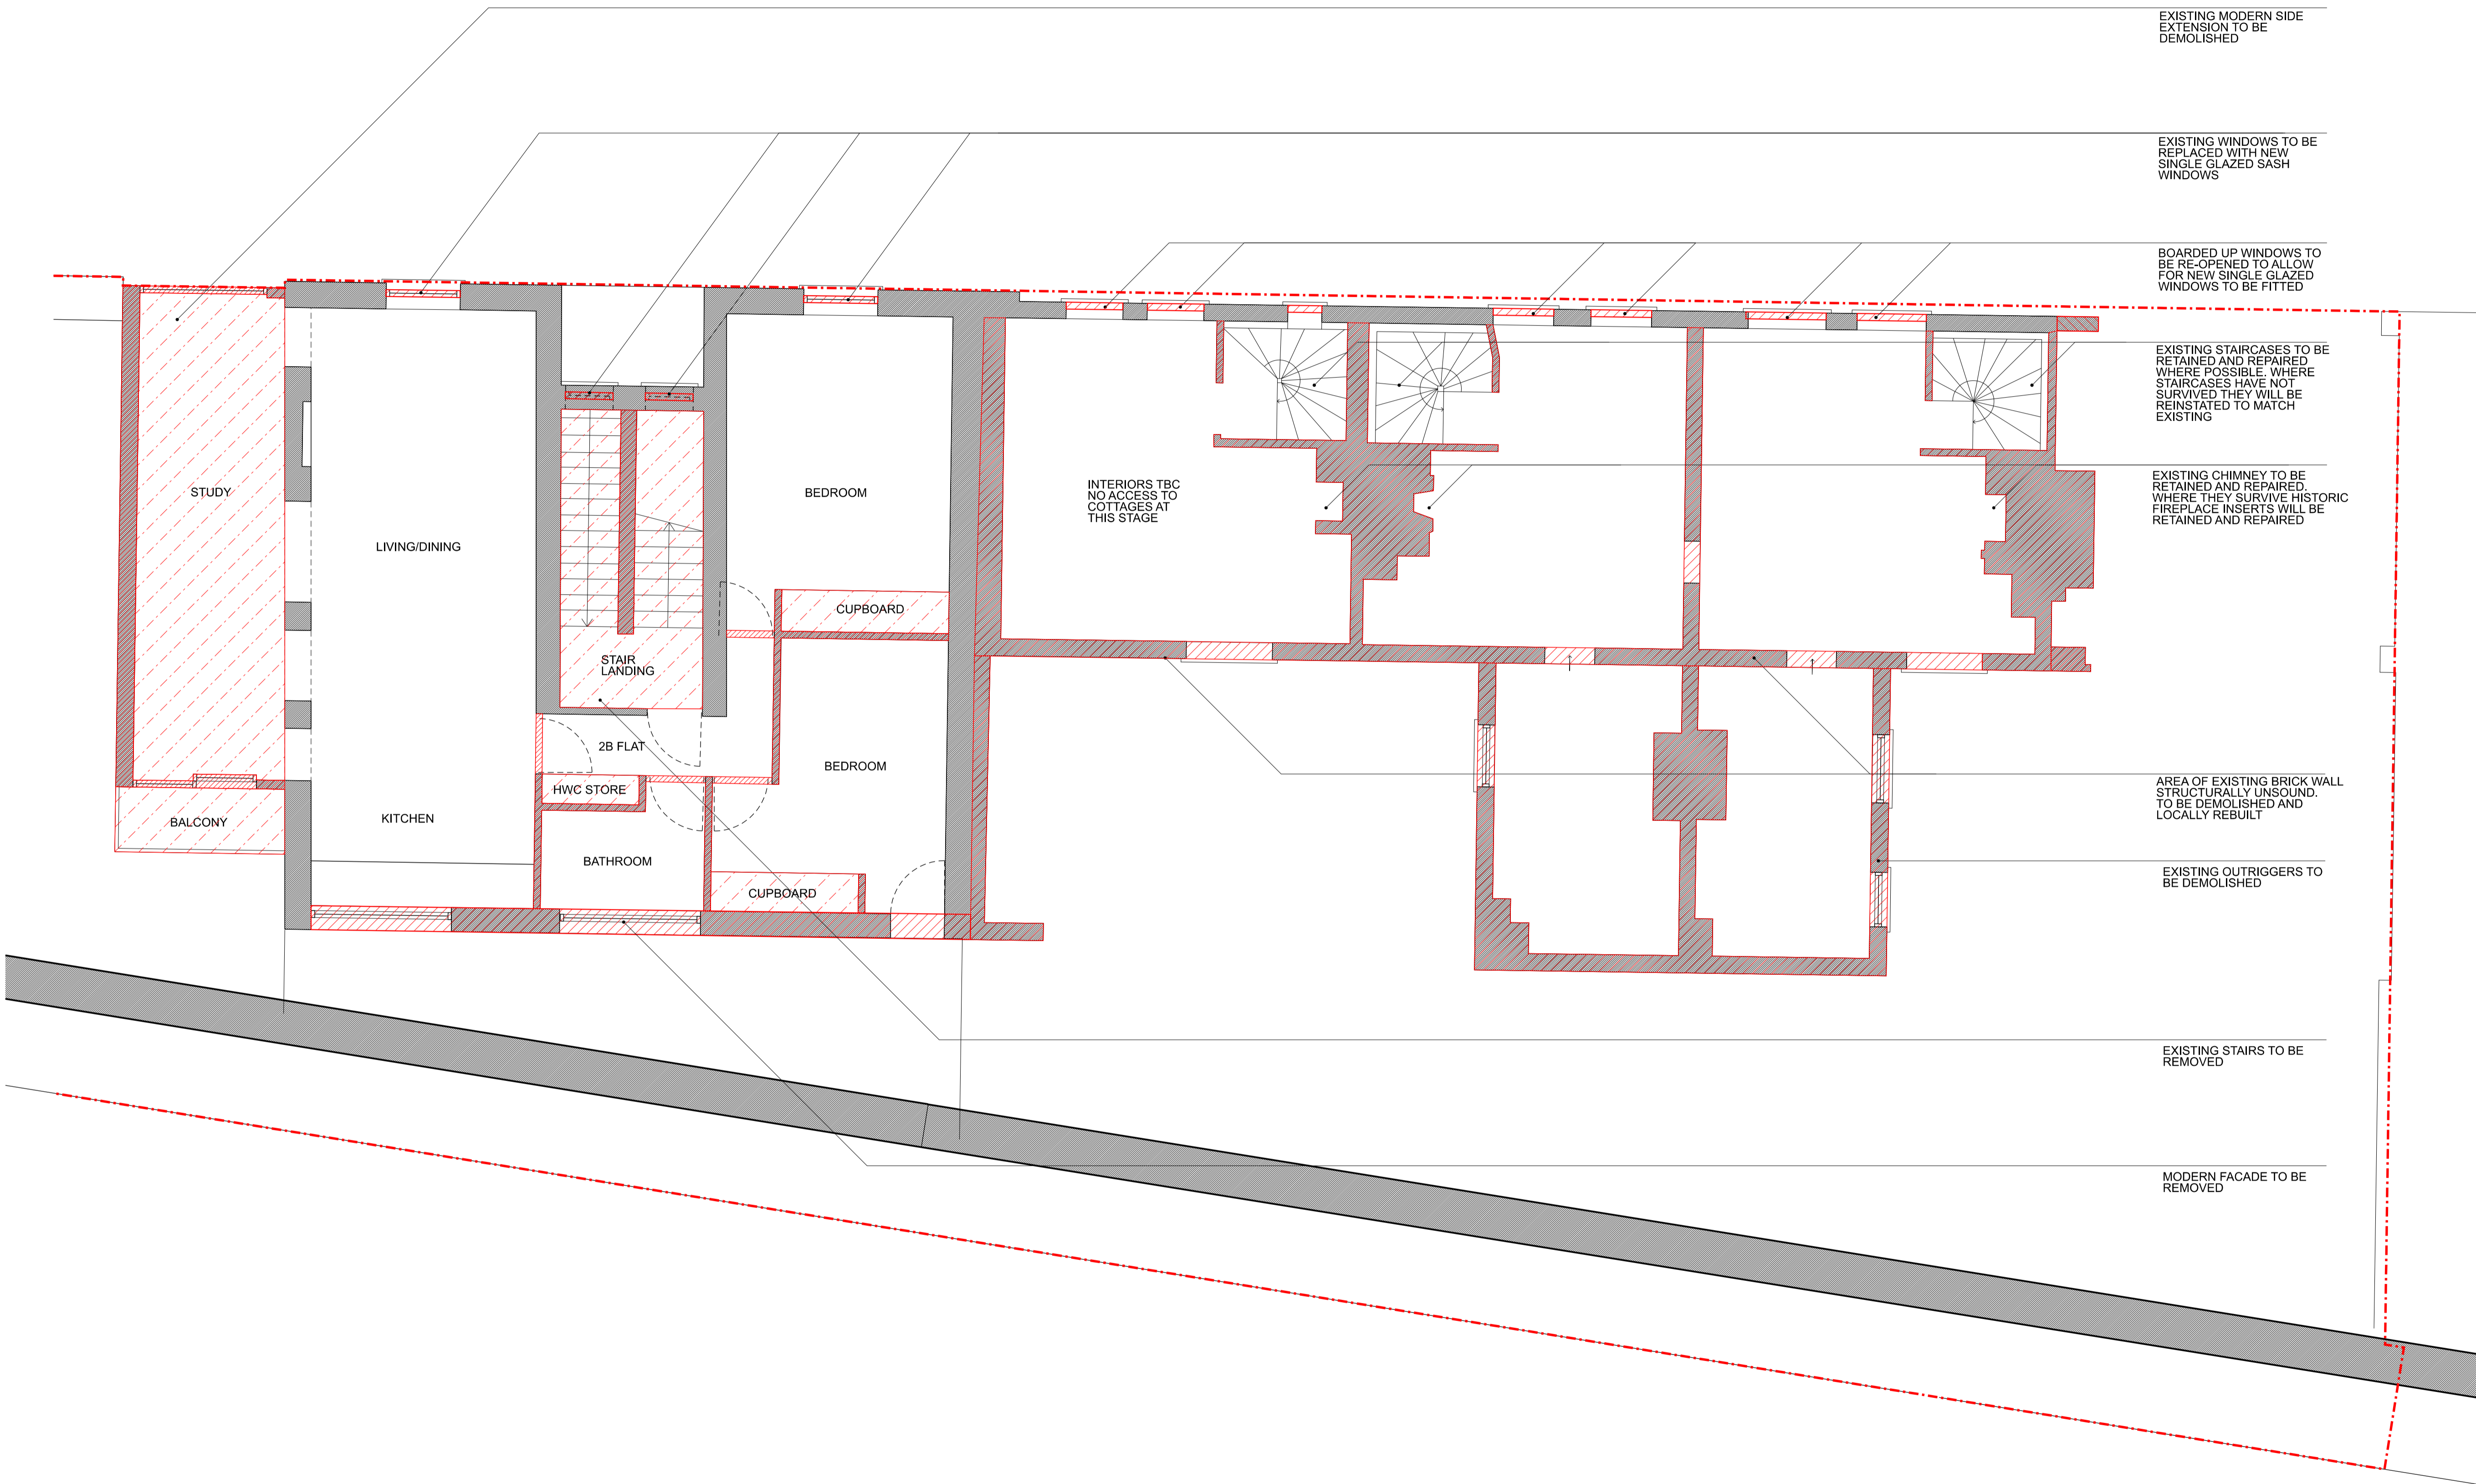 EXISTING MODERN SIDE
EXTENSION TO BE
DEMOLISHED
EXISTING WINDOWS TO BE
REPLACED WITH NEW
SINGLE GLAZED SASH
WINDOWS
BOARDED UP WINDOWS TO
BE RE-OPENED TO ALLOW
FOR NEW SINGLE GLAZED
WINDOWS TO BE FITTED
EXISTING STAIRCASES TO BE
RETAINED AND REPAIRED
WHERE POSSIBLE. WHERE
STAIRCASES HAVE NOT
SURVIVED THEY WILL BE
REINSTATED TO MATCH
EXISTING
EXISTING CHIMNEY TO BE
RETAINED AND REPAIRED.
WHERE THEY SURVIVE HISTORIC
FIREPLACE INSERTS WILL BE
RETAINED AND REPAIRED
STUDY
BEDROOM
INTERIORS TBC
NO ACCESS TO
COTTAGES AT
THIS STAGE
LIVING/DINING
CUPBOARD
STAIR
LANDING
2B FLAT
BEDROOM
HWC STORE
BALCONY
KITCHEN
BATHROOM
CUPBOARD
AREA OF EXISTING BRICK WALL
STRUCTURALLY UNSOUND.
TO BE DEMOLISHED AND
LOCALLY REBUILT
EXISTING OUTRIGGERS TO
BE DEMOLISHED
EXISTING STAIRS TO BE
REMOVED
MODERN FACADE TO BE
REMOVED